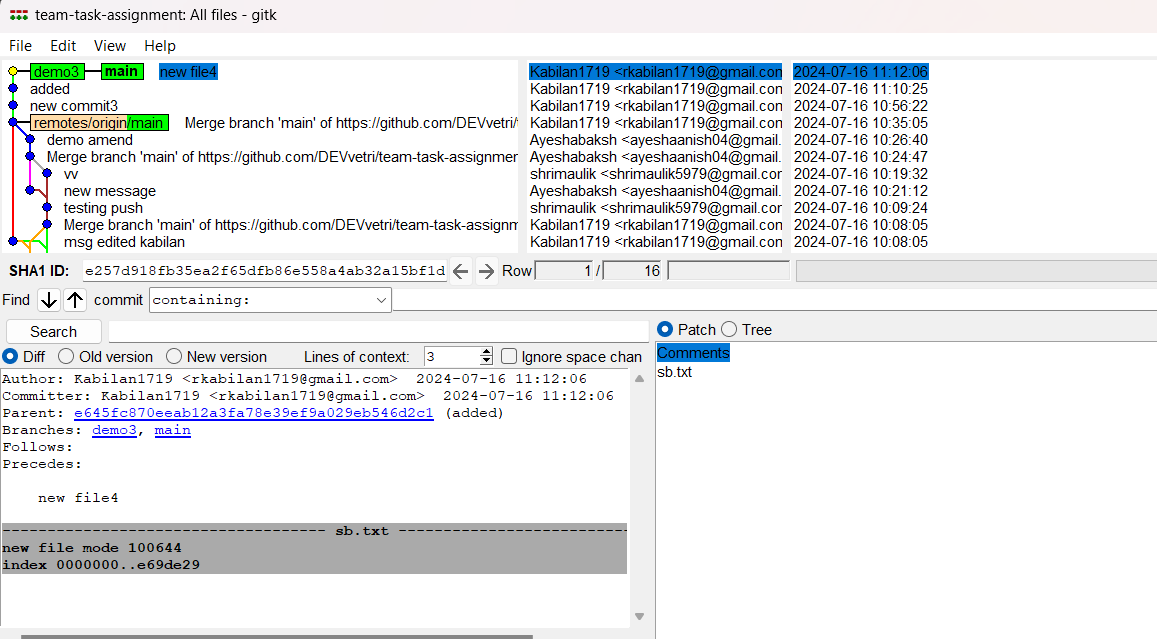 team-task-assignment: All files - gitk
File Edit View Help
demo3 main new file4 Kabilan1719 <rkabilan1719@gmail.con 2024-07-16 11:12:06
added Kabilan1719 <rkabilan1719@gmail.con 2024-07-16 11:10:25
new commit3 Kabilan1719 <rkabilan1719@gmail.con 2024-07-16 10:56:22
remotes/origin/main Merge branch 'main' of https://github.com/DEVvetri/ Kabilan1719 <rkabilan1719@gmail.con 2024-07-16 10:35:05
demo amend Ayeshabaksh <ayeshaanish04@gmail. 2024-07-16 10:26:40
Merge branch 'main' of https://github.com/DEVvetri/team-task-assignmer Ayeshabaksh <ayeshaanish04@gmail. 2024-07-16 10:24:47
vv shrimaulik <shrimaulik5979@gmail.cor 2024-07-16 10:19:32
new message Ayeshabaksh <ayeshaanish04@gmail. 2024-07-16 10:21:12
testing push shrimaulik <shrimaulik5979@gmail.cor 2024-07-16 10:09:24
Merge branch 'main' of https://github.com/DEVvetri/team-task-assignm Kabilan1719 <rkabilan1719@gmail.con 2024-07-16 10:08:05
msg edited kabilan Kabilan1719 <rkabilan1719@gmail.con 2024-07-16 10:08:05
SHA1 ID: e257d918fb35ea2f65dfb86e558a4ab32a15bf1d Row 1 / 16
Find commit containing:
Search
Diff Old version New version Lines of context: 3 Ignore space chan
Patch Tree
Comments
sb.txt
Author: Kabilan1719 <rkabilan1719@gmail.com> 2024-07-16 11:12:06
Committer: Kabilan1719 <rkabilan1719@gmail.com> 2024-07-16 11:12:06
Parent: e645fc870eeab12a3fa78e39ef9a029eb546d2c1 (added)
Branches: demo3, main
Follows:
Precedes:
new file4
------------------------------------ sb.txt -------------------------
new file mode 100644
index 0000000..e69de29